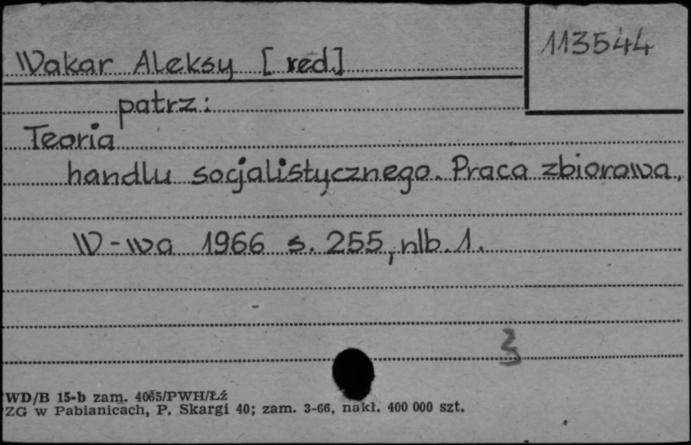 Wakar Aleksy [red.]
113544
patrz:
Teoria
handlu socjalistycznego. Praca zbiorowa.
W-wa 1966 s. 255, nlb. 1.
3
WD/B 15-b zam. 4065/PWH/Łź
ZG w Pabianicach, P. Skargi 40; zam. 3-66, nakł. 400 000 szt.